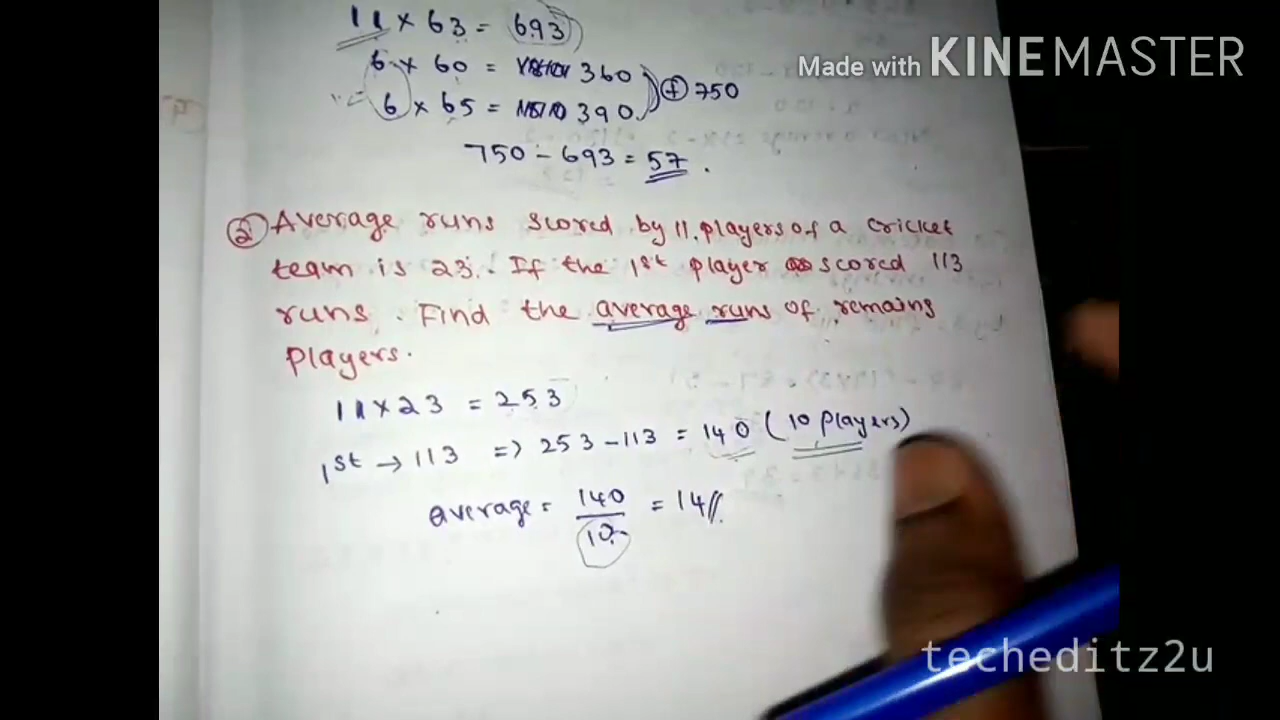 11 × 63 = 693
Made with KINEMASTER
6 × 60 = 360
6 × 65 = 390 + 750
750 - 693 = 57.
② Average runs scored by 11 players of a cricket
team is 23. If the 1st player scored 113
runs. Find the average runs of remains
players.
11 × 23 = 253
1st → 113 => 253 - 113 = 140 (10 players)
average = 140/10 = 14//
techeditz2u